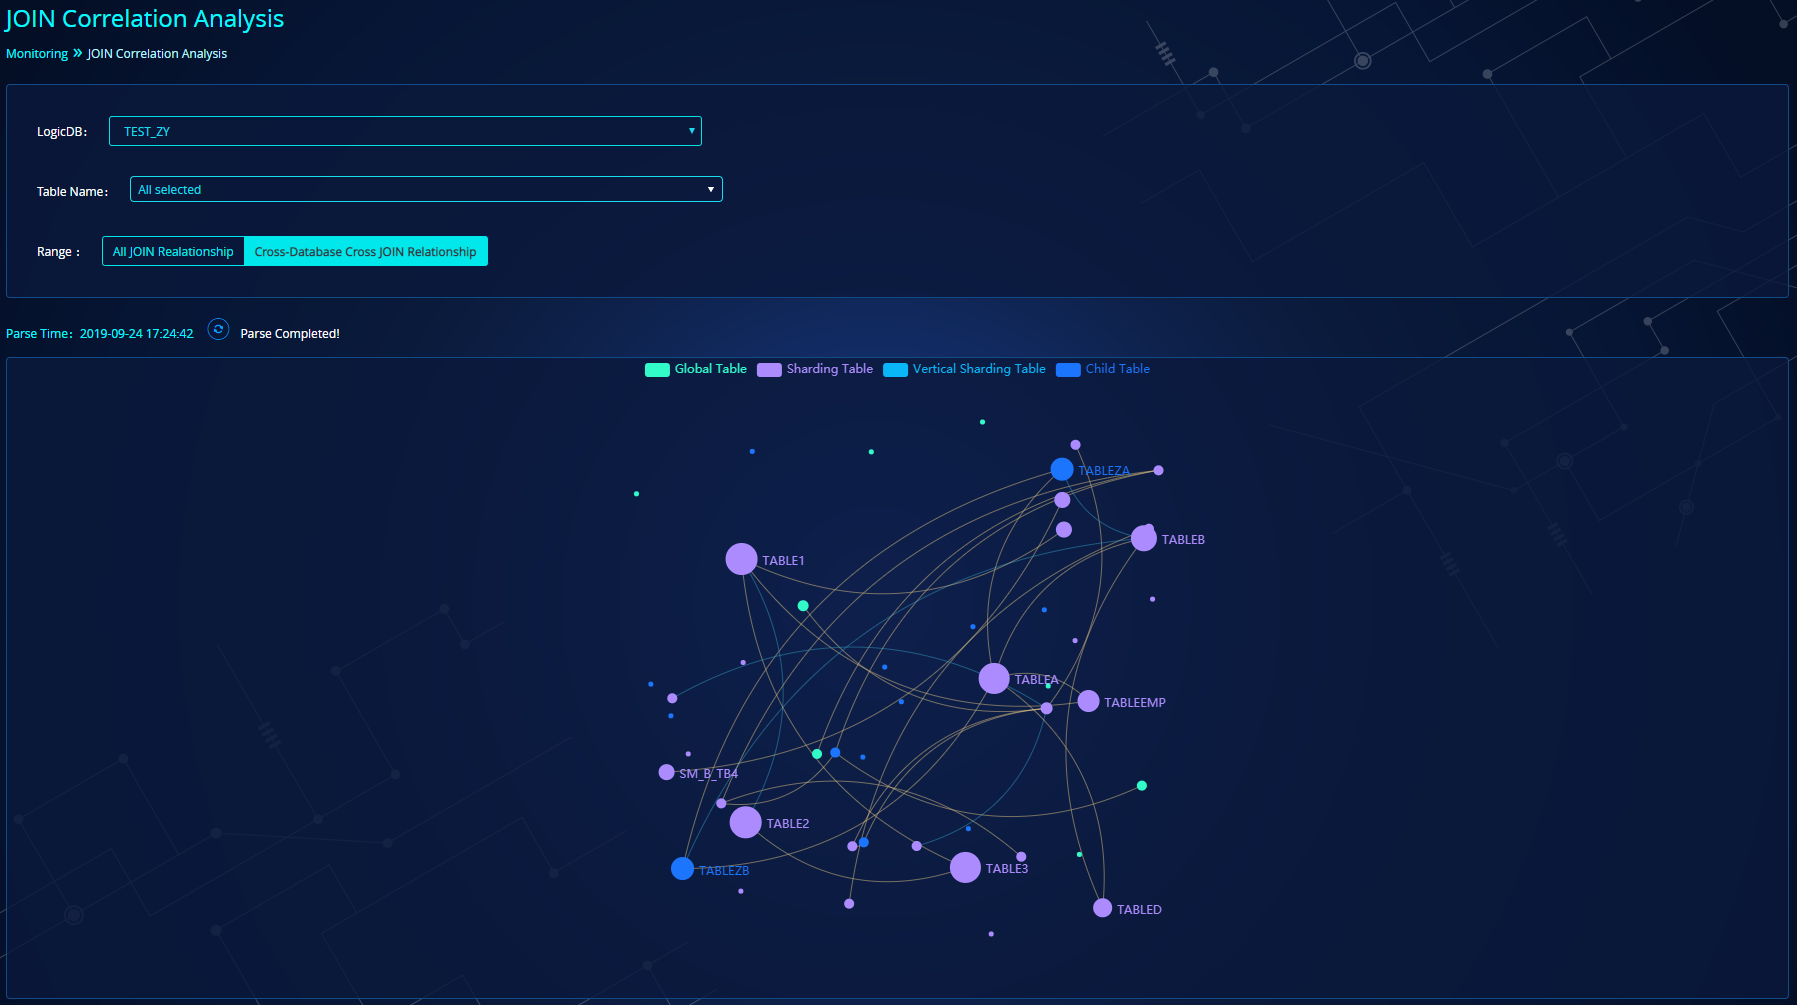 JOIN Correlation Analysis
Monitoring » JOIN Correlation Analysis
LogicDB: TEST_ZY
Table Name: All selected
Range : All JOIN Realationship Cross-Database Cross JOIN Relationship
Parse Time: 2019-09-24 17:24:42 Parse Completed!
Global Table Sharding Table Vertical Sharding Table Child Table
TABLEZA
TABLEB
TABLE1
TABLEA
TABLEEMP
SM_B_TB4
TABLE2
TABLEZB
TABLE3
TABLED